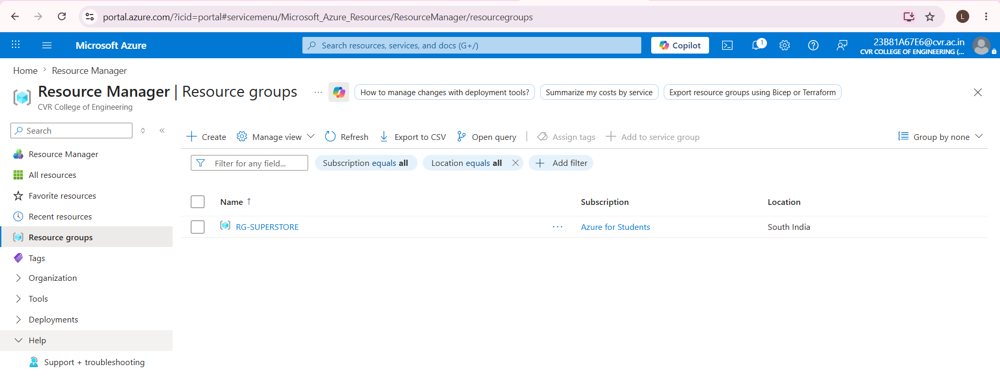 portal.azure.com/?icid=portal#servicemenu/Microsoft_Azure_Resources/ResourceManager/resourcegroups
L
Microsoft Azure
Search resources, services, and docs (G+/)
Copilot
1
23B81A67E6@cvr.ac.in
CVR COLLEGE OF ENGINEERING (...
Home > Resource Manager
Resource Manager | Resource groups
...
How to manage changes with deployment tools?
Summarize my costs by service
Export resource groups using Bicep or Terraform
CVR College of Engineering
Search
Resource Manager
All resources
Favorite resources
Recent resources
Resource groups
Tags
Organization
Tools
Deployments
Help
Support + troubleshooting
Create
Manage view
Refresh
Export to CSV
Open query
Assign tags
Add to service group
Group by none
Filter for any field...
Subscription equals all
Location equals all
Add filter
Name ↑
Subscription
Location
RG-SUPERSTORE
...
Azure for Students
South India